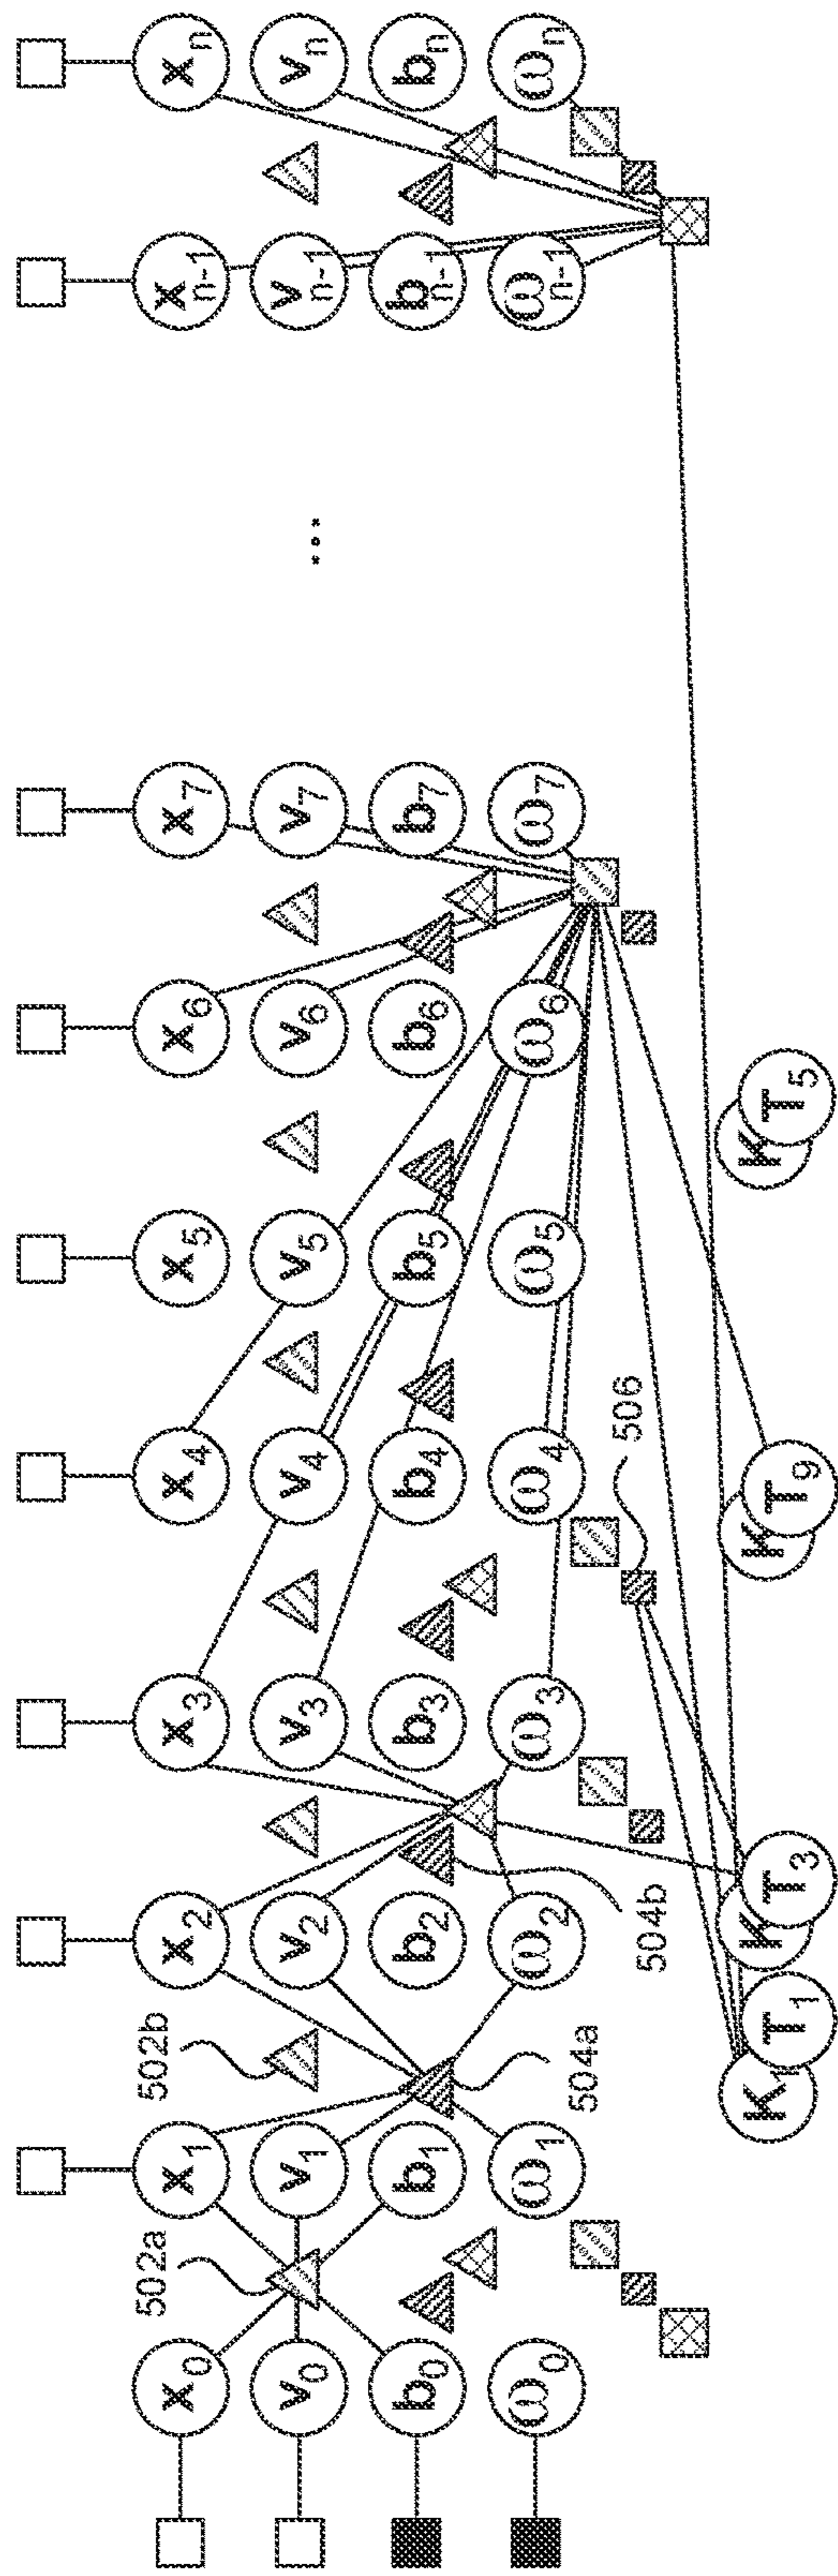 502a 502b
x0 x1 x2 x3 x4 x5 x6 x7 xn-1 xn
v0 v1 v2 v3 v4 v5 v6 v7 ... vn-1 vn
b0 b1 b2 b3 b4 b5 b6 b7 bn-1 bn
ω0 ω1 ω2 ω3 ω4 ω5 ω6 ω7 ωn-1 ωn
504a 504b 506
K1 K K K
T1 T3 T9 T5